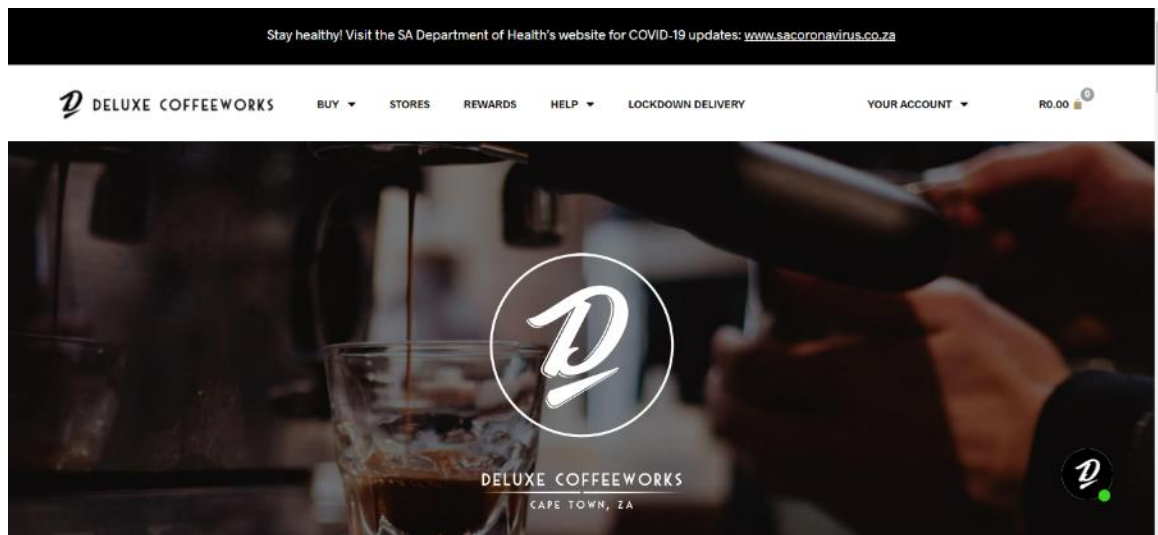 Stay healthy! Visit the SA Department of Health's website for COVID-19 updates: www.sacoronavirus.co.za
D DELUXE COFFEEWORKS BUY STORES REWARDS HELP LOCKDOWN DELIVERY YOUR ACCOUNT R0.00 0
D
DELUXE COFFEEWORKS
CAPE TOWN, ZA
D